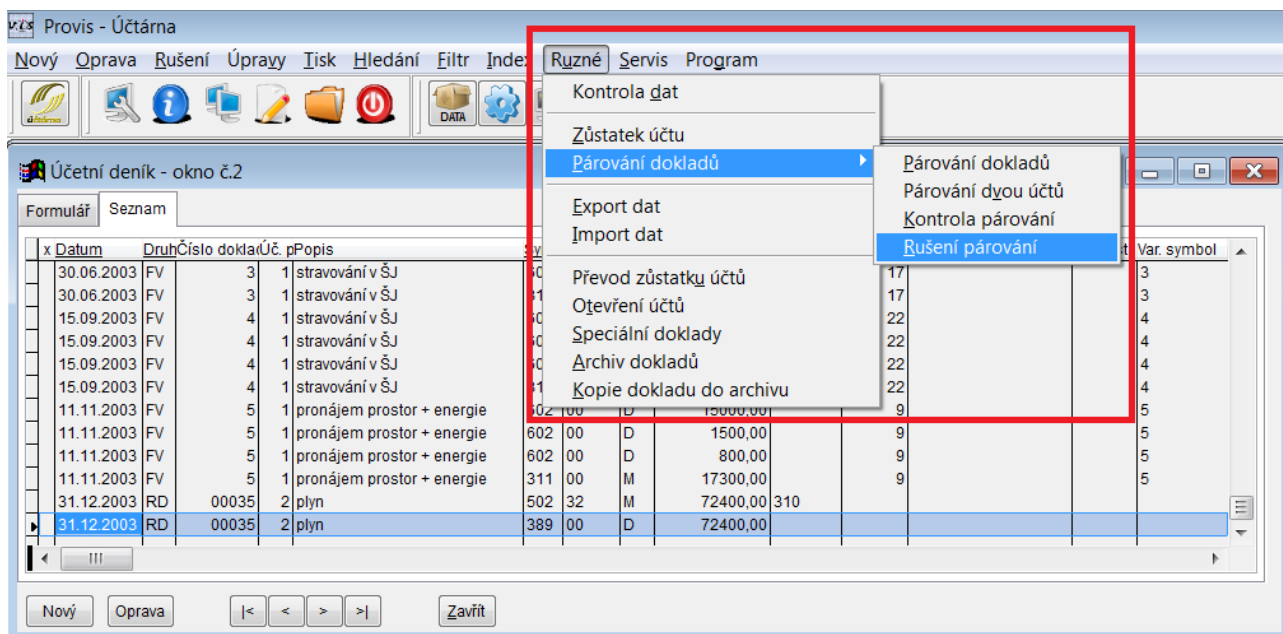 vis Provis - Účtárna
Nový Oprava Rušení Úpravy Tisk Hledání Filtr Index Ruzné Servis Program
účtárna DATA
Kontrola dat
Zůstatek účtu
Párování dokladů
Export dat
Import dat
Převod zůstatku účtů
Otevření účtů
Speciální doklady
Archiv dokladů
Kopie dokladu do archivu
Párování dokladů
Párování dvou účtů
Kontrola párování
Rušení párování
Účetní deník - okno č.2
Formulář Seznam
x Datum Druh Číslo doklad Úč. p Popis Sy Var. symbol
30.06.2003 FV 3 1 stravování v ŠJ 17 3
30.06.2003 FV 3 1 stravování v ŠJ 17 3
15.09.2003 FV 4 1 stravování v ŠJ 22 4
15.09.2003 FV 4 1 stravování v ŠJ 22 4
15.09.2003 FV 4 1 stravování v ŠJ 22 4
15.09.2003 FV 4 1 stravování v ŠJ 22 4
11.11.2003 FV 5 1 pronájem prostor + energie 602 00 D 15000,00 9 5
11.11.2003 FV 5 1 pronájem prostor + energie 602 00 D 1500,00 9 5
11.11.2003 FV 5 1 pronájem prostor + energie 602 00 D 800,00 9 5
11.11.2003 FV 5 1 pronájem prostor + energie 311 00 M 17300,00 9 5
31.12.2003 RD 00035 2 plyn 502 32 M 72400,00 310
31.12.2003 RD 00035 2 plyn 389 00 D 72400,00
Nový Oprava |< < > >| Zavřít